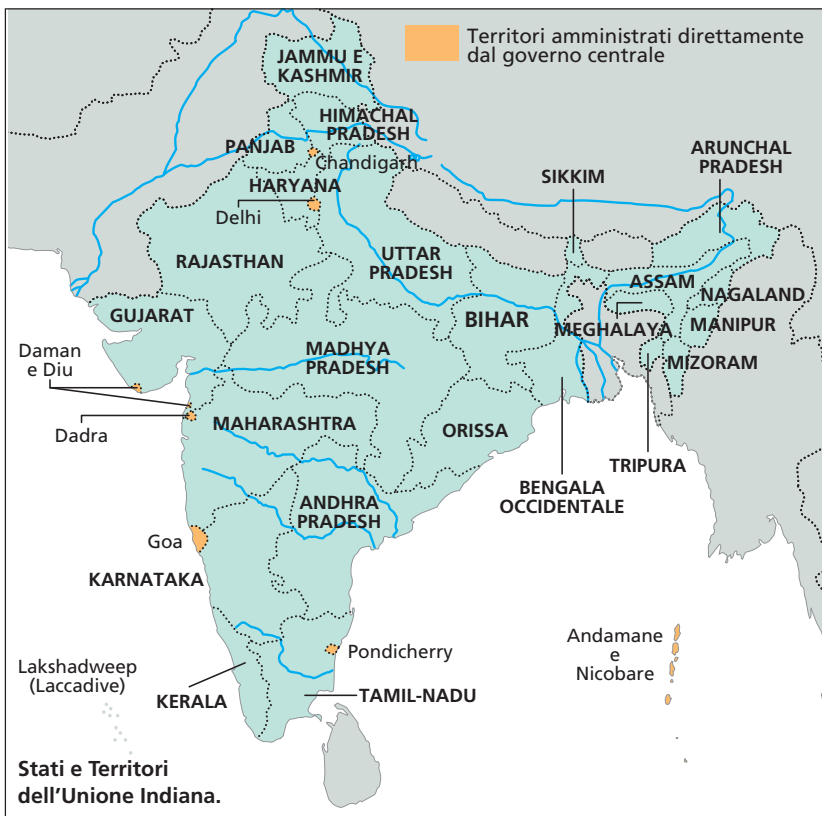 Territori amministrati direttamente
dal governo centrale
JAMMU E
KASHMIR
HIMACHAL
PRADESH
PANJAB
Chandigarh
ARUNCHAL
PRADESH
SIKKIM
HARYANA
Delhi
UTTAR
PRADESH
RAJASTHAN
ASSAM
NAGALAND
GUJARAT
BIHAR
MEGHALAYA
MANIPUR
Daman
e Diu
MADHYA
PRADESH
MIZORAM
Dadra
MAHARASHTRA
ORISSA
TRIPURA
BENGALA
OCCIDENTALE
ANDHRA
PRADESH
Goa
KARNATAKA
Andamane
e
Nicobare
Pondicherry
Lakshadweep
(Laccadive)
KERALA
TAMIL-NADU
Stati e Territori
dell'Unione Indiana.